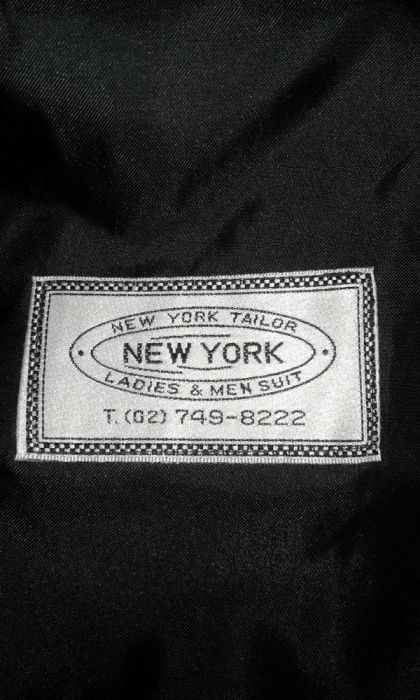 NEW YORK TAILOR
NEW YORK
LADIES & MEN SUIT
T. (02) 749-8222